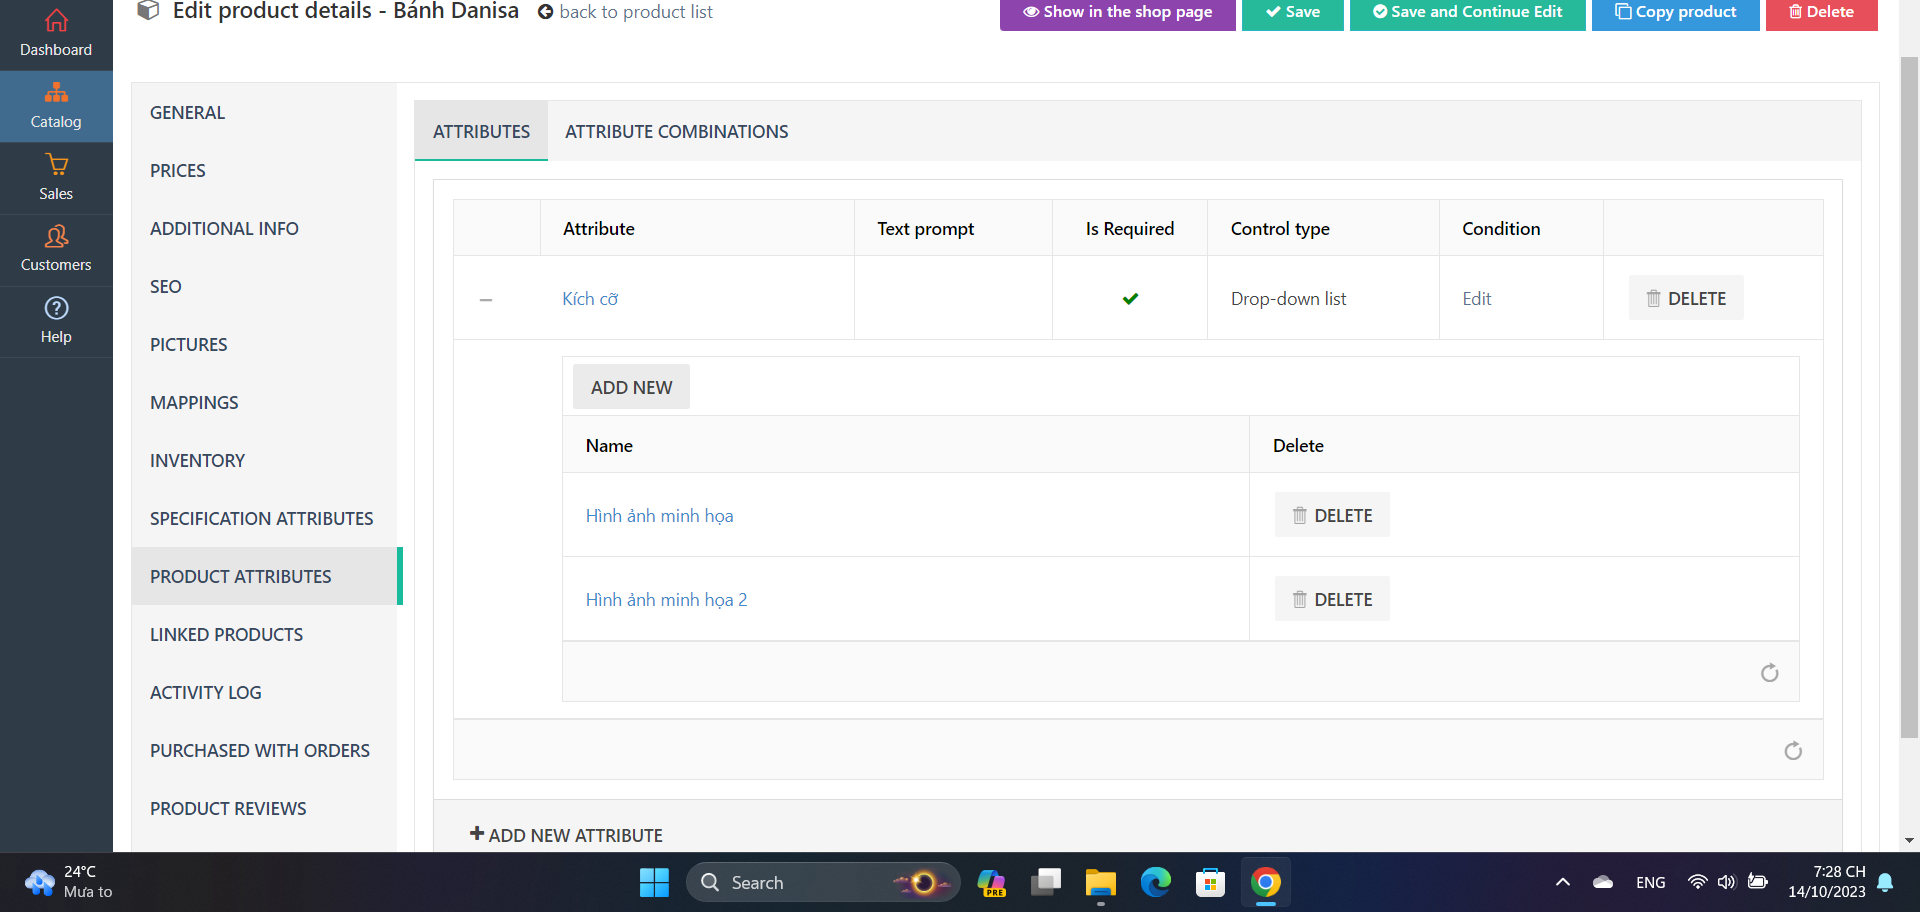 Edit product details - Bánh Danisa back to product list
Show in the shop page
Save
Save and Continue Edit
Copy product
Delete
Dashboard
Catalog
Sales
Customers
Help
GENERAL
PRICES
ADDITIONAL INFO
SEO
PICTURES
MAPPINGS
INVENTORY
SPECIFICATION ATTRIBUTES
PRODUCT ATTRIBUTES
LINKED PRODUCTS
ACTIVITY LOG
PURCHASED WITH ORDERS
PRODUCT REVIEWS
ATTRIBUTES ATTRIBUTE COMBINATIONS
Attribute Text prompt Is Required Control type Condition
Kích cỡ Drop-down list Edit DELETE
ADD NEW
Name Delete
Hình ảnh minh họa DELETE
Hình ảnh minh họa 2 DELETE
ADD NEW ATTRIBUTE
24°C
Mưa to
Search
PRE
ENG
7:28 CH
14/10/2023